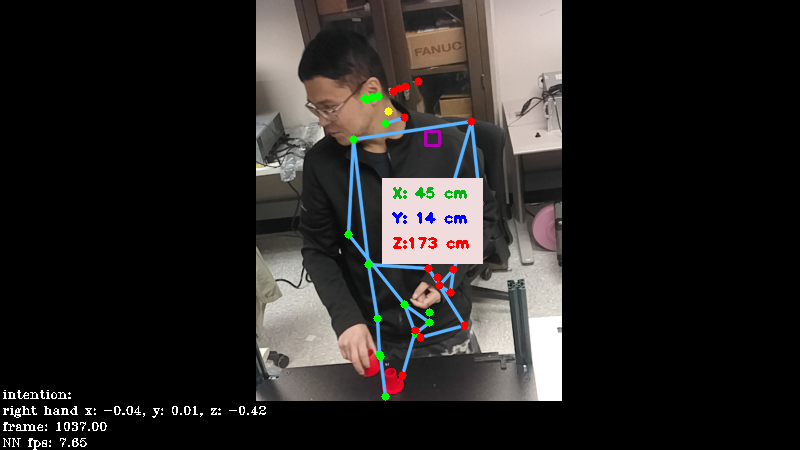 FANUC
X: 45 cm
Y: 14 cm
Z:173 cm
intention:
right hand x: -0.04, y: 0.01, z: -0.42
frame: 1037.00
NN fps: 7.65